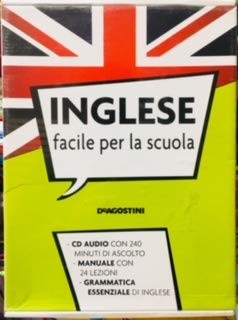 INGLESE
facile per la scuola
DeAGOSTINI
- CD AUDIO CON 240
MINUTI DI ASCOLTO
- MANUALE CON
24 LEZIONI
- GRAMMATICA
ESSENZIALE DI INGLESE